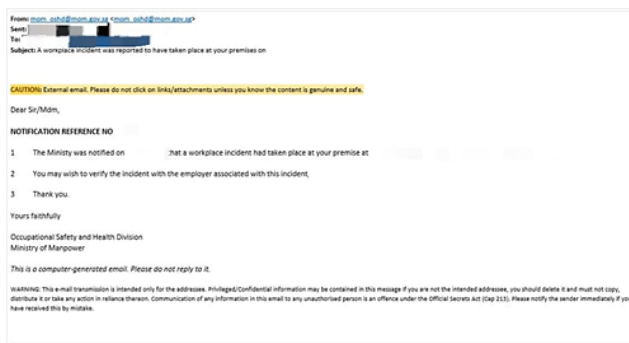 From: mom_oshd@mom.gov.sg <mom_oshd@mom.gov.sg>
Sent:
To:
Subject: A workplace incident was reported to have taken place at your premises on
CAUTION: External email. Please do not click on links/attachments unless you know the content is genuine and safe.
Dear Sir/Mdm,
NOTIFICATION REFERENCE NO
1 The Ministy was notified on that a workplace incident had taken place at your premise at
2 You may wish to verify the incident with the employer associated with this incident.
3 Thank you.
Yours faithfully
Occupational Safety and Health Division
Ministry of Manpower
This is a computer-generated email. Please do not reply to it.
WARNING: This e-mail transmission is intended only for the addressee. Privileged/Confidential information may be contained in this message if you are not the intended addressee, you should delete it and must not copy,
distribute it or take any action in reliance thereon. Communication of any information in this email to any unauthorised person is an offence under the Official Secrets Act (Cap 213). Please notify the sender immediately if you
have received this by mistake.